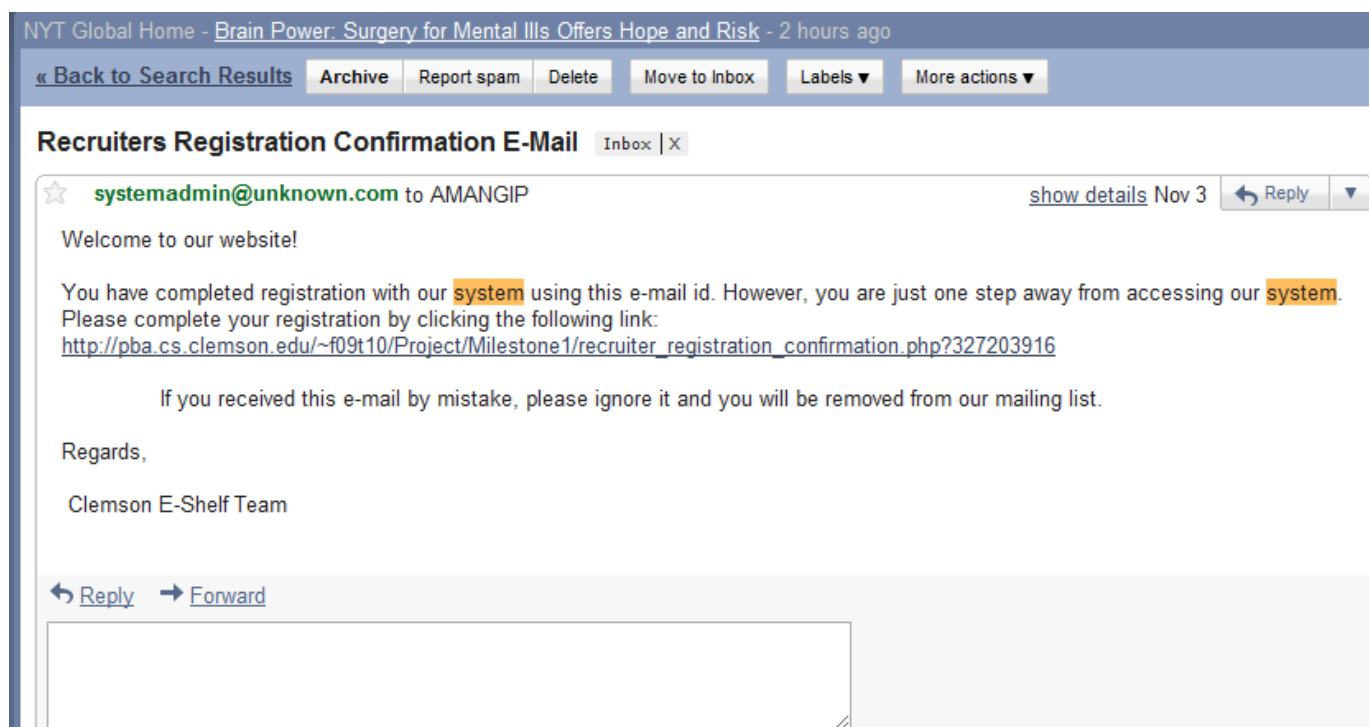 NYT Global Home - Brain Power: Surgery for Mental Ills Offers Hope and Risk - 2 hours ago
« Back to Search Results Archive Report spam Delete Move to Inbox Labels ▼ More actions ▼
Recruiters Registration Confirmation E-Mail Inbox | X
systemadmin@unknown.com to AMANGIP show details Nov 3 Reply ▼
Welcome to our website!
You have completed registration with our system using this e-mail id. However, you are just one step away from accessing our system.
Please complete your registration by clicking the following link:
http://pba.cs.clemson.edu/~f09t10/Project/Milestone1/recruiter_registration_confirmation.php?327203916
If you received this e-mail by mistake, please ignore it and you will be removed from our mailing list.
Regards,
Clemson E-Shelf Team
Reply Forward